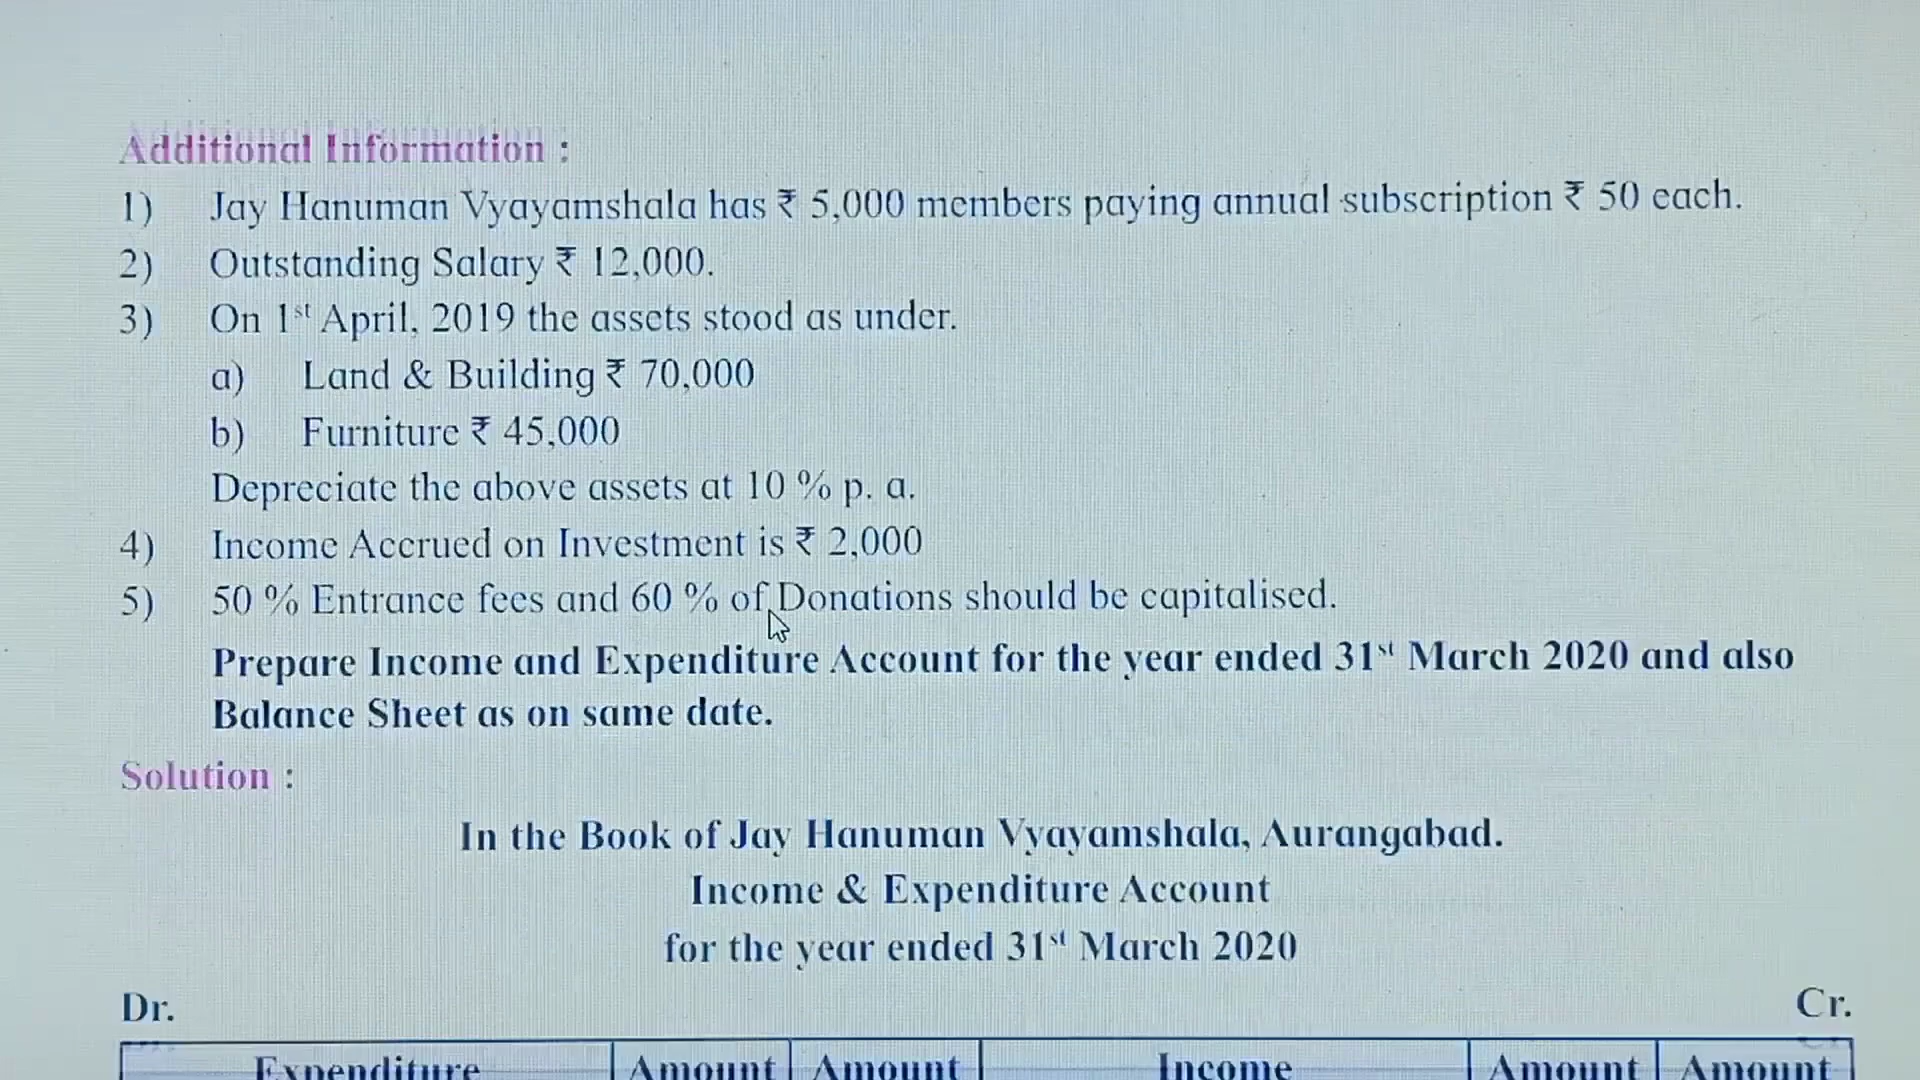 Additional Information :
1) Jay Hanuman Vyayamshala has ₹ 5,000 members paying annual subscription ₹ 50 each.
2) Outstanding Salary ₹ 12,000.
3) On 1st April, 2019 the assets stood as under.
a) Land & Building ₹ 70,000
b) Furniture ₹ 45,000
Depreciate the above assets at 10 % p. a.
4) Income Accrued on Investment is ₹ 2,000
5) 50 % Entrance fees and 60 % of Donations should be capitalised.
Prepare Income and Expenditure Account for the year ended 31st March 2020 and also
Balance Sheet as on same date.
Solution :
In the Book of Jay Hanuman Vyayamshala, Aurangabad.
Income & Expenditure Account
for the year ended 31st March 2020
Dr. Cr.
Expenditure Amount Amount Income Amount Amount